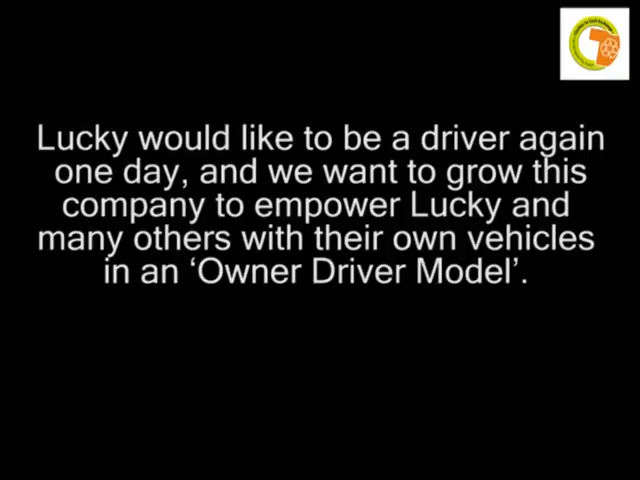 Lucky would like to be a driver again
one day, and we want to grow this
company to empower Lucky and
many others with their own vehicles
in an ‘Owner Driver Model’.